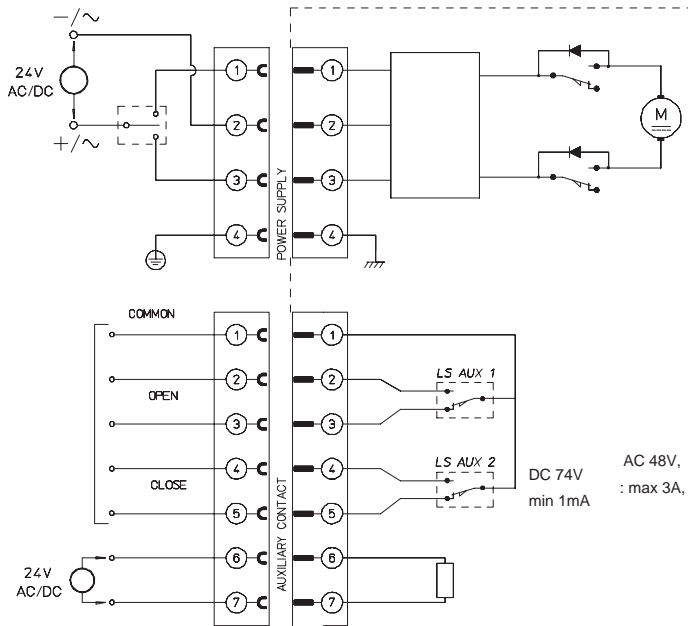 −/∼
24V
AC/DC
+/∼
1
2
3
4
POWER SUPPLY
1
2
3
4
M
COMMON
OPEN
CLOSE
24V
AC/DC
1
2
3
4
5
6
7
AUXILIARY CONTACT
1
2
3
4
5
6
7
LS AUX 1
LS AUX 2
DC 74V
min 1mA
AC 48V,
: max 3A,